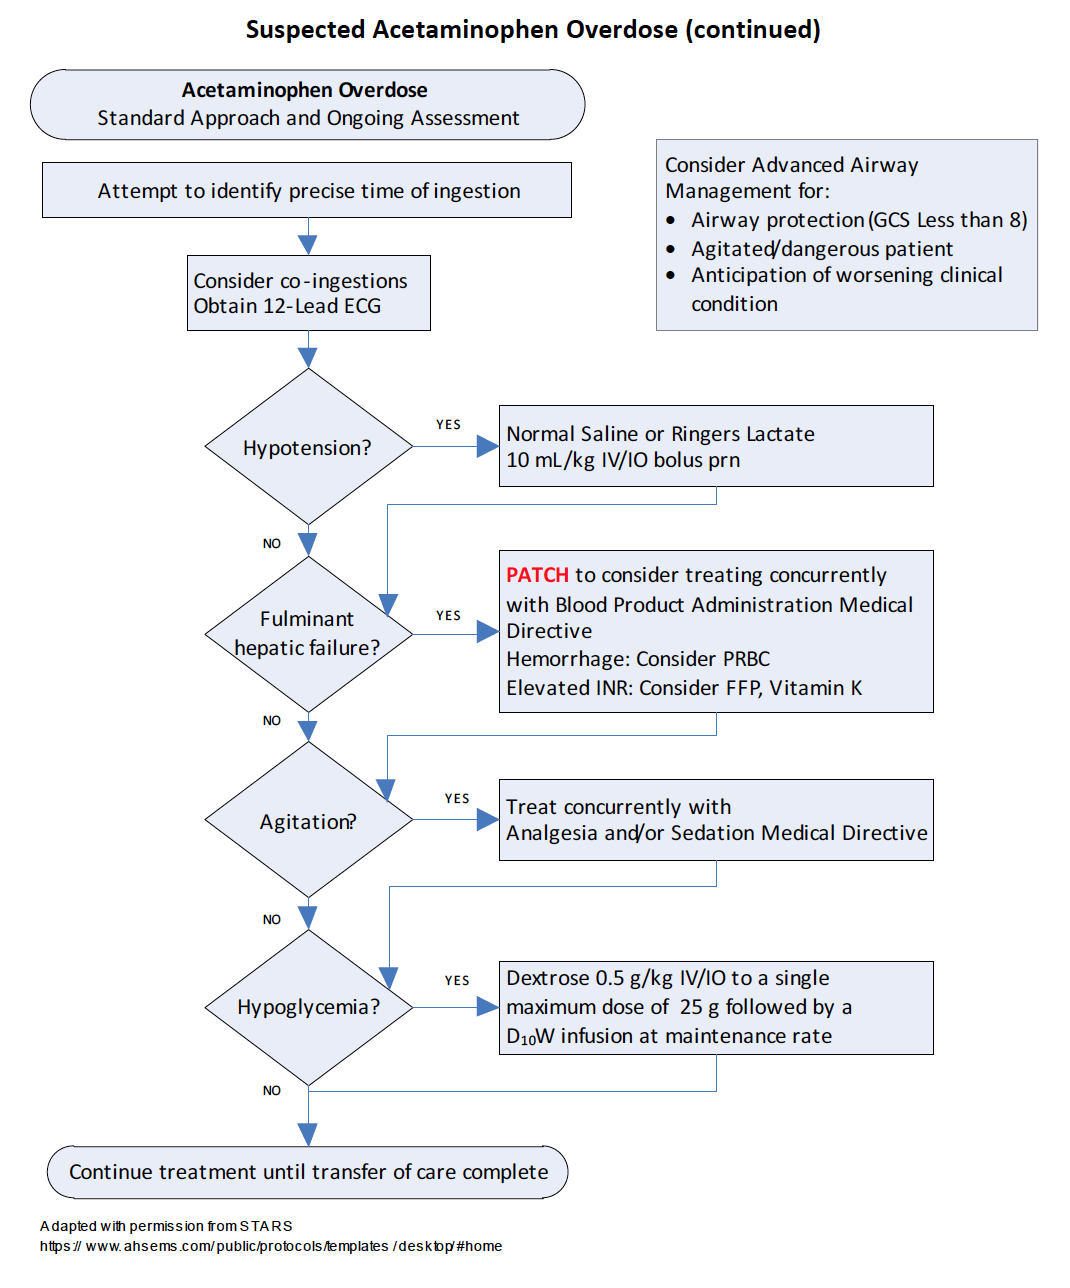 Suspected Acetaminophen Overdose (continued)
Acetaminophen Overdose
Standard Approach and Ongoing Assessment
Attempt to identify precise time of ingestion
Consider Advanced Airway
Management for:
• Airway protection (GCS Less than 8)
• Agitated/dangerous patient
• Anticipation of worsening clinical
condition
Consider co-ingestions
Obtain 12-Lead ECG
Hypotension?
YES
Normal Saline or Ringers Lactate
10 mL/kg IV/IO bolus prn
NO
Fulminant
hepatic failure?
YES
PATCH to consider treating concurrently
with Blood Product Administration Medical
Directive
Hemorrhage: Consider PRBC
Elevated INR: Consider FFP, Vitamin K
NO
Agitation?
YES
Treat concurrently with
Analgesia and/or Sedation Medical Directive
NO
Hypoglycemia?
YES
Dextrose 0.5 g/kg IV/IO to a single
maximum dose of 25 g followed by a
D₁₀W infusion at maintenance rate
NO
Continue treatment until transfer of care complete
Adapted with permission from STARS
https://www.ahsems.com/public/protocols/templates/desktop/#home